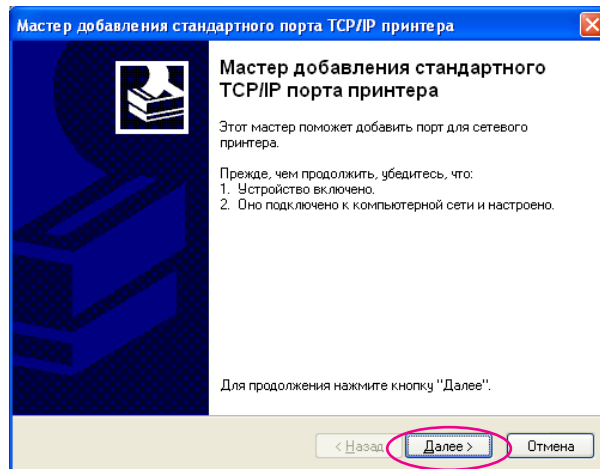 Мастер добавления стандартного порта TCP/IP принтера
Мастер добавления стандартного
TCP/IP порта принтера
Этот мастер поможет добавить порт для сетевого
принтера.
Прежде, чем продолжить, убедитесь, что:
1. Устройство включено.
2. Оно подключено к компьютерной сети и настроено.
Для продолжения нажмите кнопку "Далее".
< Назад Далее > Отмена